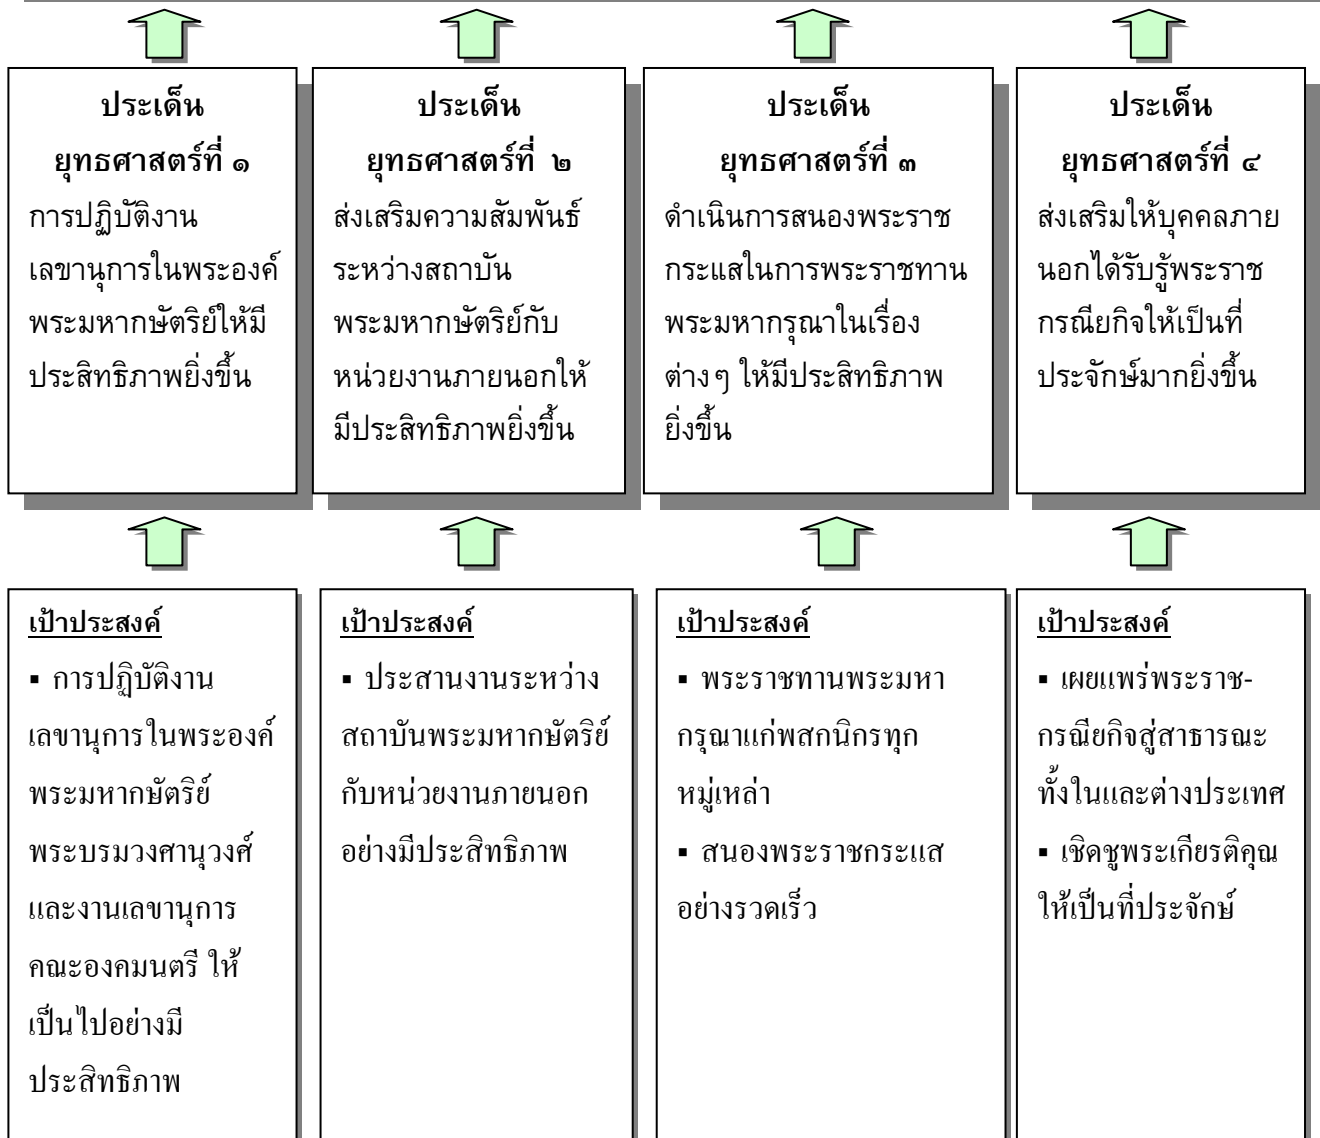 ประเด็น
ยุทธศาสตร์ที่ ๑
การปฏิบัติงาน
เลขานุการในพระองค์
พระมหากษัตริย์ให้มี
ประสิทธิภาพยิ่งขึ้น
ประเด็น
ยุทธศาสตร์ที่ ๒
ส่งเสริมความสัมพันธ์
ระหว่างสถาบัน
พระมหากษัตริย์กับ
หน่วยงานภายนอกให้
มีประสิทธิภาพยิ่งขึ้น
ประเด็น
ยุทธศาสตร์ที่ ๓
ดำเนินการสนองพระราช
กระแสในการพระราชทาน
พระมหากรุณาในเรื่อง
ต่างๆ ให้มีประสิทธิภาพ
ยิ่งขึ้น
ประเด็น
ยุทธศาสตร์ที่ ๔
ส่งเสริมให้บุคคลภาย
นอกได้รับรู้พระราช
กรณียกิจให้เป็นที่
ประจักษ์มากยิ่งขึ้น
เป้าประสงค์
▪ การปฏิบัติงาน
เลขานุการในพระองค์
พระมหากษัตริย์
พระบรมวงศานุวงศ์
และงานเลขานุการ
คณะองคมนตรี ให้
เป็นไปอย่างมี
ประสิทธิภาพ
เป้าประสงค์
▪ ประสานงานระหว่าง
สถาบันพระมหากษัตริย์
กับหน่วยงานภายนอก
อย่างมีประสิทธิภาพ
เป้าประสงค์
▪ พระราชทานพระมหา
กรุณาแก่พสกนิกรทุก
หมู่เหล่า
▪ สนองพระราชกระแส
อย่างรวดเร็ว
เป้าประสงค์
▪ เผยแพร่พระราช-
กรณียกิจสู่สาธารณะ
ทั้งในและต่างประเทศ
▪ เชิดชูพระเกียรติคุณ
ให้เป็นที่ประจักษ์